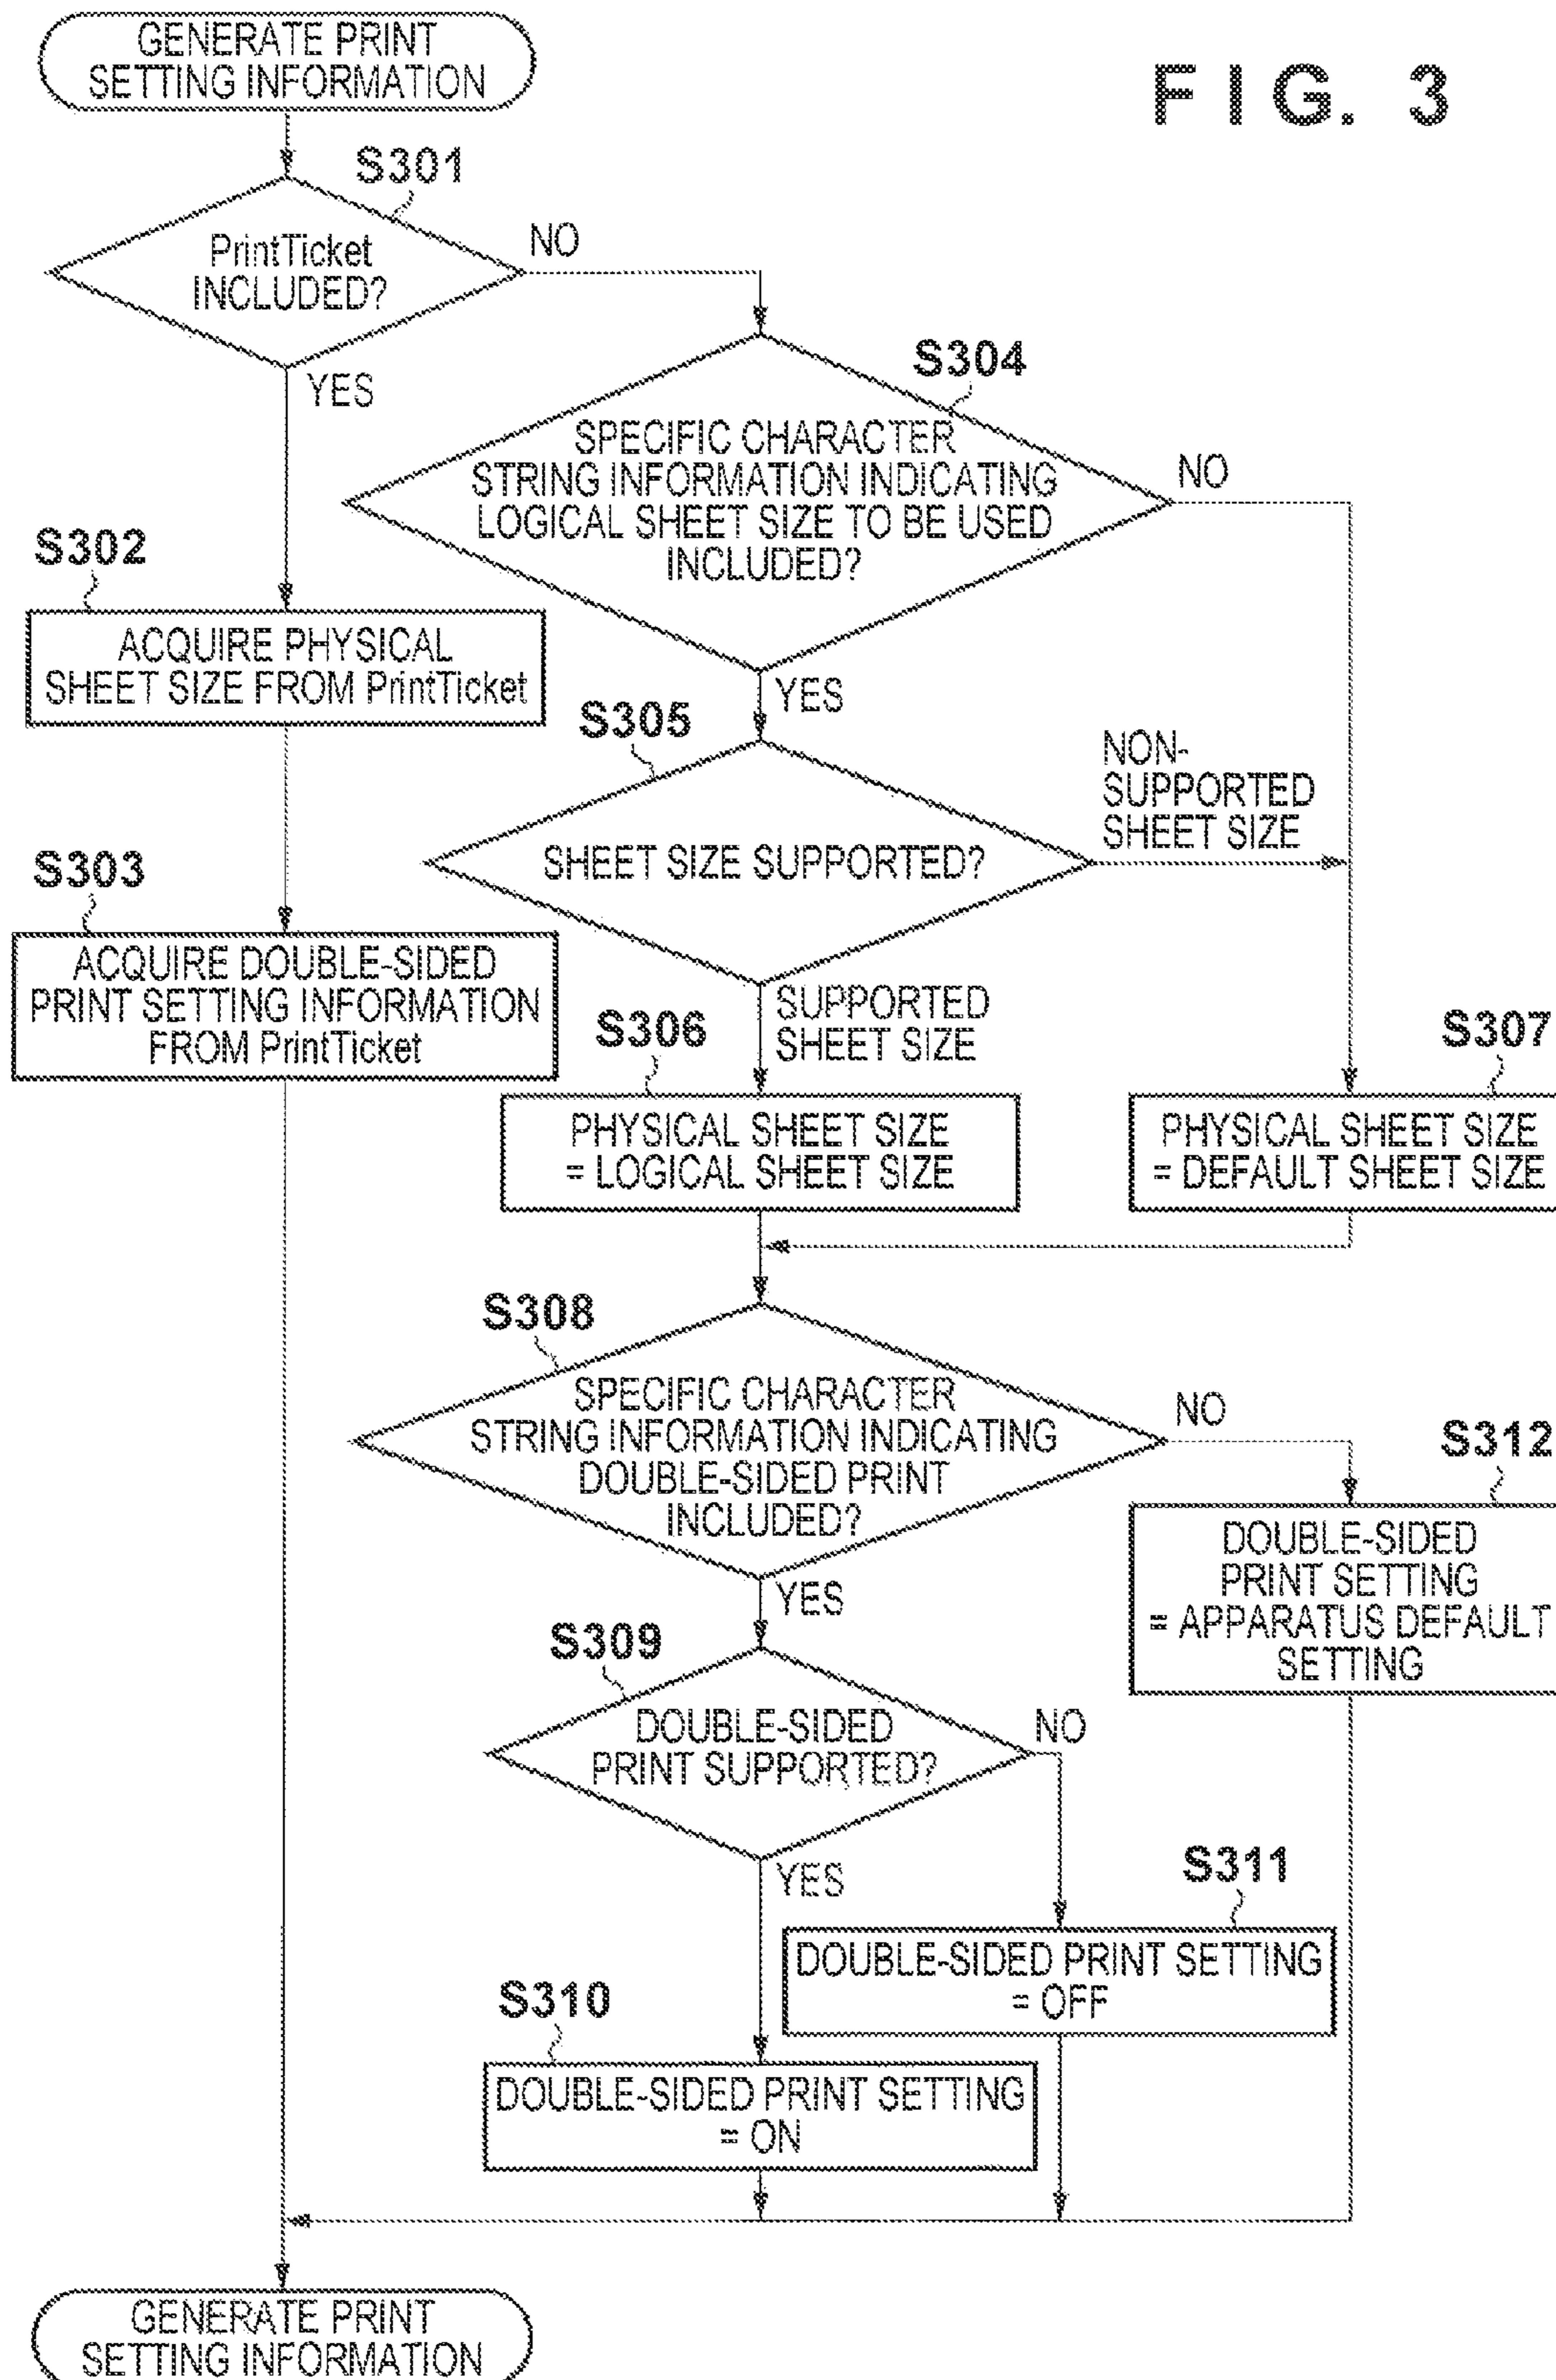 GENERATE PRINT
SETTING INFORMATION
FIG. 3
S301
PrintTicket
INCLUDED?
NO
YES
S304
SPECIFIC CHARACTER
STRING INFORMATION INDICATING
LOGICAL SHEET SIZE TO BE USED
INCLUDED?
NO
YES
S302
ACQUIRE PHYSICAL
SHEET SIZE FROM PrintTicket
S305
SHEET SIZE SUPPORTED?
NON-
SUPPORTED
SHEET SIZE
SUPPORTED
SHEET SIZE
S303
ACQUIRE DOUBLE-SIDED
PRINT SETTING INFORMATION
FROM PrintTicket
S306
PHYSICAL SHEET SIZE
= LOGICAL SHEET SIZE
S307
PHYSICAL SHEET SIZE
= DEFAULT SHEET SIZE
S308
SPECIFIC CHARACTER
STRING INFORMATION INDICATING
DOUBLE-SIDED PRINT
INCLUDED?
NO
YES
S312
DOUBLE-SIDED
PRINT SETTING
= APPARATUS DEFAULT
SETTING
S309
DOUBLE-SIDED
PRINT SUPPORTED?
NO
YES
S311
DOUBLE-SIDED PRINT SETTING
= OFF
S310
DOUBLE-SIDED PRINT SETTING
= ON
GENERATE PRINT
SETTING INFORMATION